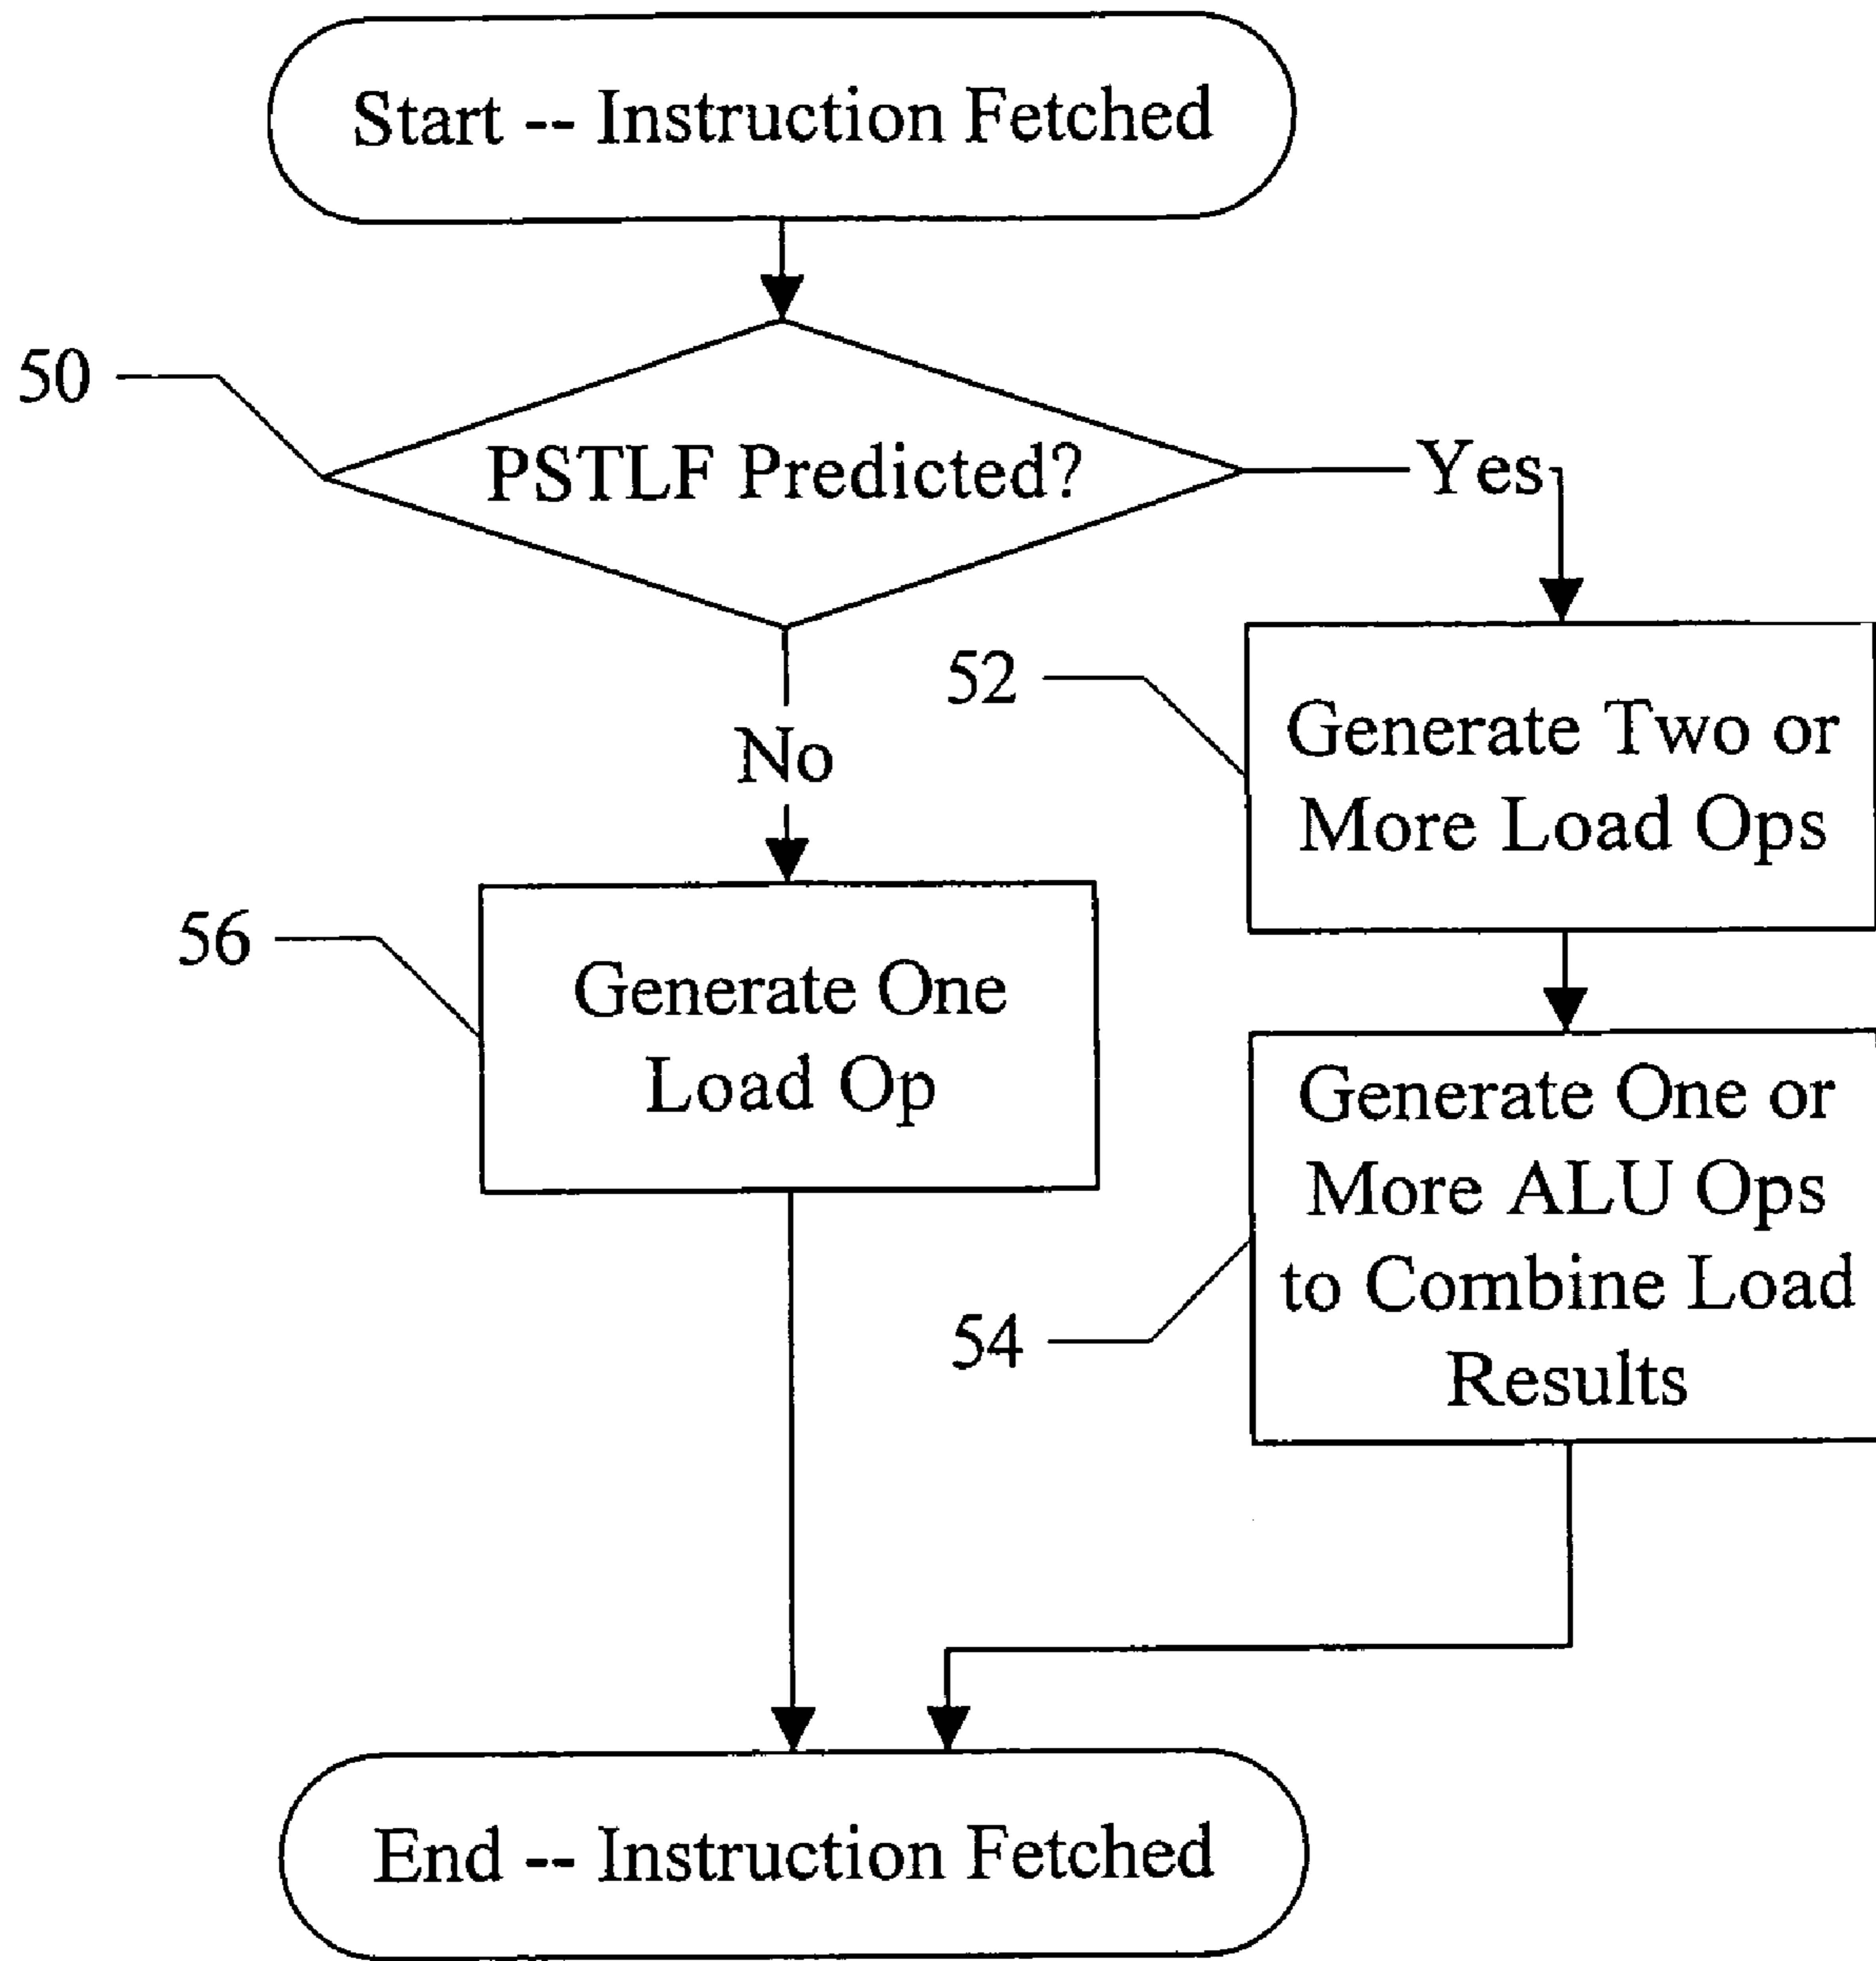 Start -- Instruction Fetched
50
PSTLF Predicted?
Yes
No
52
Generate Two or
More Load Ops
56
Generate One
Load Op
54
Generate One or
More ALU Ops
to Combine Load
Results
End -- Instruction Fetched